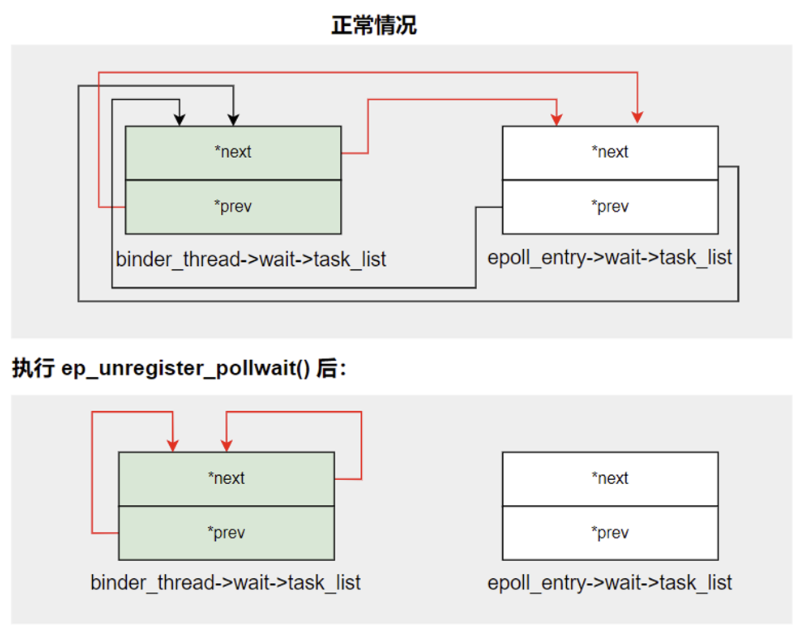 正常情况
*next
*next
*prev
*prev
binder_thread->wait->task_list
epoll_entry->wait->task_list
执行 ep_unregister_pollwait() 后：
*next
*next
*prev
*prev
binder_thread->wait->task_list
epoll_entry->wait->task_list